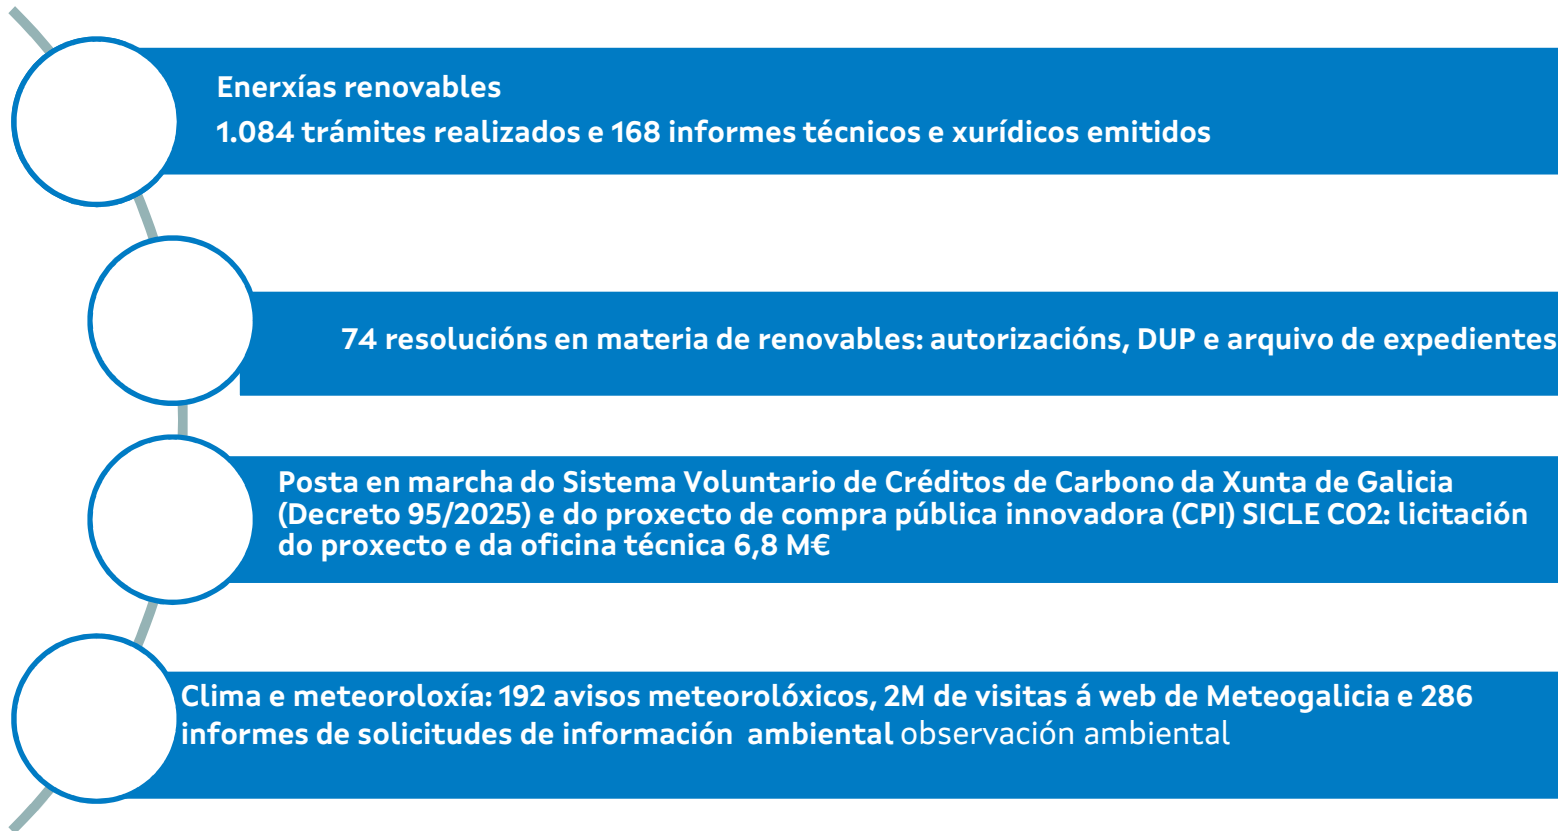 Enerxías renovables
1.084 trámites realizados e 168 informes técnicos e xurídicos emitidos
74 resolucións en materia de renovables: autorizacións, DUP e arquivo de expedientes
Posta en marcha do Sistema Voluntario de Créditos de Carbono da Xunta de Galicia
(Decreto 95/2025) e do proxecto de compra pública innovadora (CPI) SICLE CO2: licitación
do proxecto e da oficina técnica 6,8 M€
Clima e meteoroloxía: 192 avisos meteorolóxicos, 2M de visitas á web de Meteogalicia e 286
informes de solicitudes de información  ambiental observación ambiental